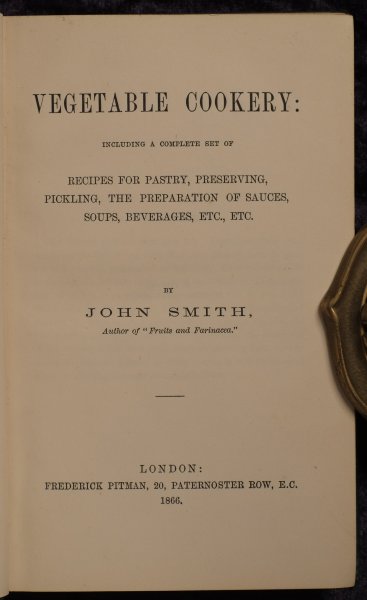 VEGETABLE COOKERY:
INCLUDING A COMPLETE SET OF
RECIPES FOR PASTRY, PRESERVING,
PICKLING, THE PREPARATION OF SAUCES,
SOUPS, BEVERAGES, ETC., ETC.
BY
JOHN SMITH,
Author of "Fruits and Farinacea."
LONDON:
FREDERICK PITMAN, 20, PATERNOSTER ROW, E.C.
1866.